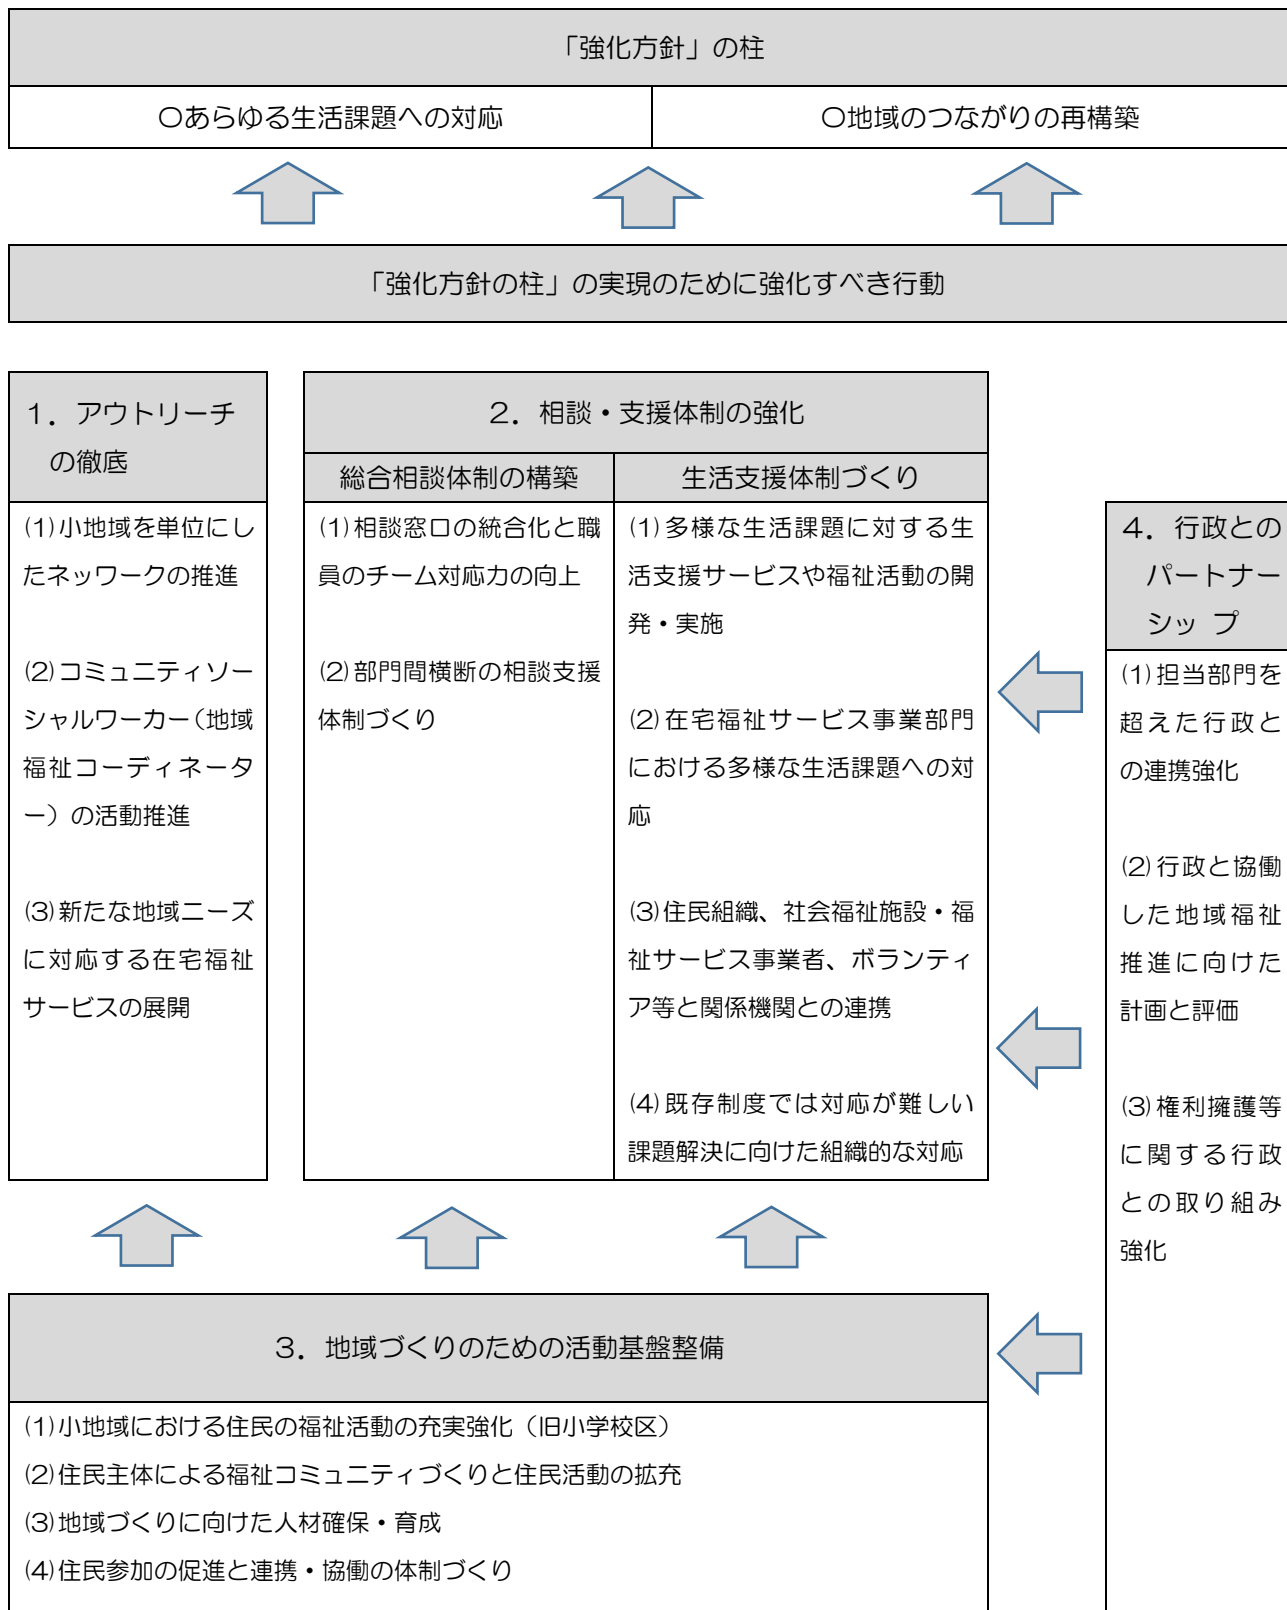 「強化方針」の柱
〇あらゆる生活課題への対応
〇地域のつながりの再構築
「強化方針の柱」の実現のために強化すべき行動
１．アウトリーチ
の徹底
(1)小地域を単位にし
たネッワークの推進
(2)コミュニティソー
シャルワーカー（地域
福祉コーディネータ
ー）の活動推進
(3)新たな地域ニーズ
に対応する在宅福祉
サービスの展開
２．相談・支援体制の強化
総合相談体制の構築
(1)相談窓口の統合化と職
員のチーム対応力の向上
(2)部門間横断の相談支援
体制づくり
生活支援体制づくり
(1)多様な生活課題に対する生
活支援サービスや福祉活動の開
発・実施
(2)在宅福祉サービス事業部門
における多様な生活課題への対
応
(3)住民組織、社会福祉施設・福
祉サービス事業者、ボランティ
ア等と関係機関との連携
(4)既存制度では対応が難しい
課題解決に向けた組織的な対応
４．行政との
パートナー
シッ プ
(1)担当部門を
超えた行政と
の連携強化
(2)行政と協働
した地域福祉
推進に向けた
計画と評価
(3)権利擁護等
に関する行政
との取り組み
強化
３．地域づくりのための活動基盤整備
(1)小地域における住民の福祉活動の充実強化（旧小学校区）
(2)住民主体による福祉コミュニティづくりと住民活動の拡充
(3)地域づくりに向けた人材確保・育成
(4)住民参加の促進と連携・協働の体制づくり